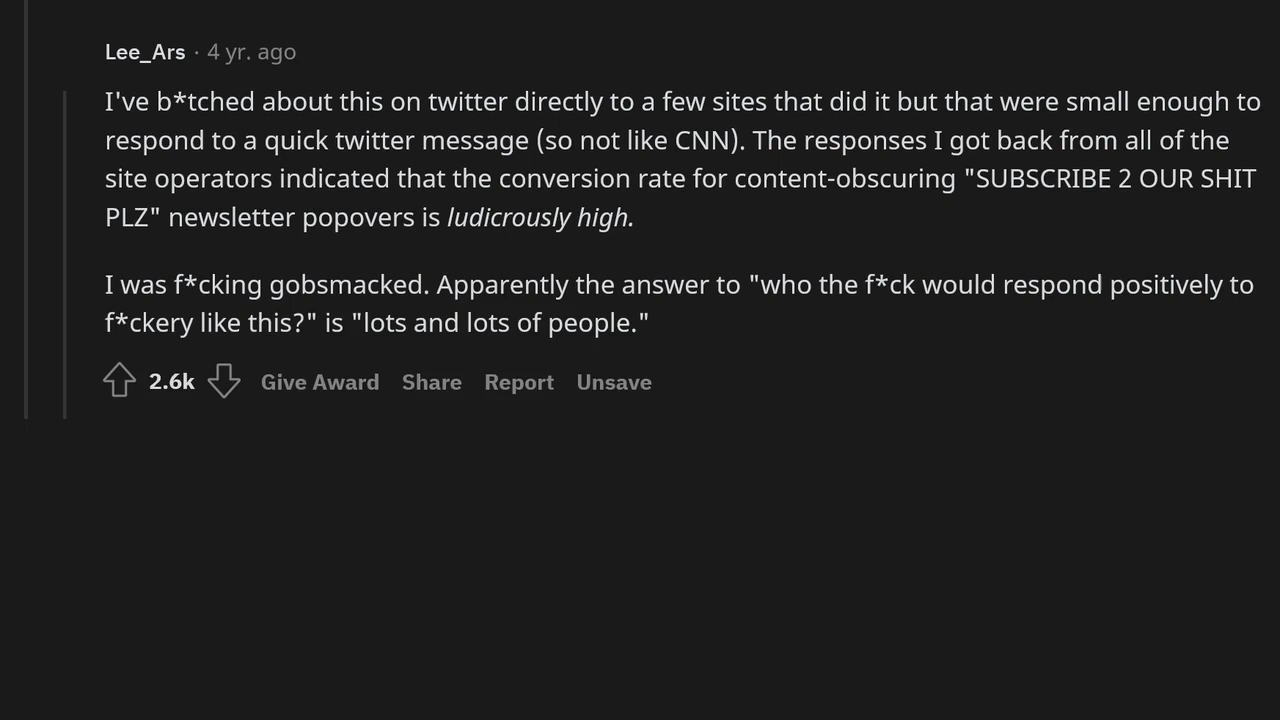 Lee_Ars · 4 yr. ago
I've b*tched about this on twitter directly to a few sites that did it but that were small enough to
respond to a quick twitter message (so not like CNN). The responses I got back from all of the
site operators indicated that the conversion rate for content-obscuring "SUBSCRIBE 2 OUR SHIT
PLZ" newsletter popovers is ludicrously high.
I was f*cking gobsmacked. Apparently the answer to "who the f*ck would respond positively to
f*ckery like this?" is "lots and lots of people."
2.6k Give Award Share Report Unsave